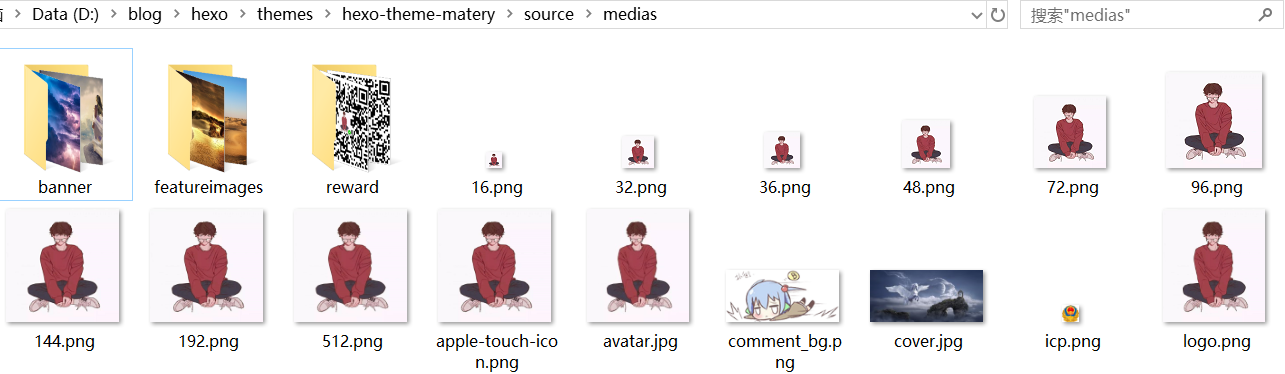 Data (D:) > blog > hexo > themes > hexo-theme-matery > source > medias
搜索"medias"
banner
featureimages
reward
16.png
32.png
36.png
48.png
72.png
96.png
144.png
192.png
512.png
apple-touch-ico
n.png
avatar.jpg
comment_bg.p
ng
cover.jpg
icp.png
logo.png